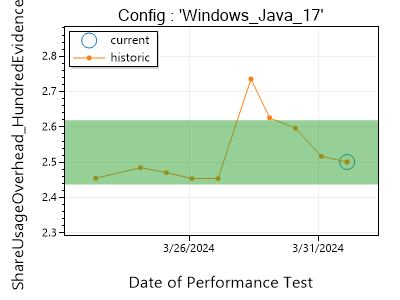 Config : 'Windows_Java_17'
current
historic
ShareUsageOverhead_HundredEvidence
2.8
2.7
2.6
2.5
2.4
2.3
3/26/2024
3/31/2024
Date of Performance Test